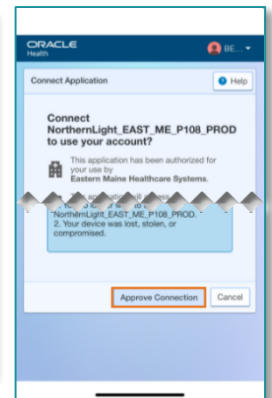 ORACLE
Health
BE...
Connect Application
Help
Connect
NorthernLight_EAST_ME_P108_PROD
to use your account?
This application has been authorized for
your use by
Eastern Maine Healthcare Systems.
NorthernLight_EAST_ME_P108_PROD.
2. Your device was lost, stolen, or
compromised.
Approve Connection
Cancel